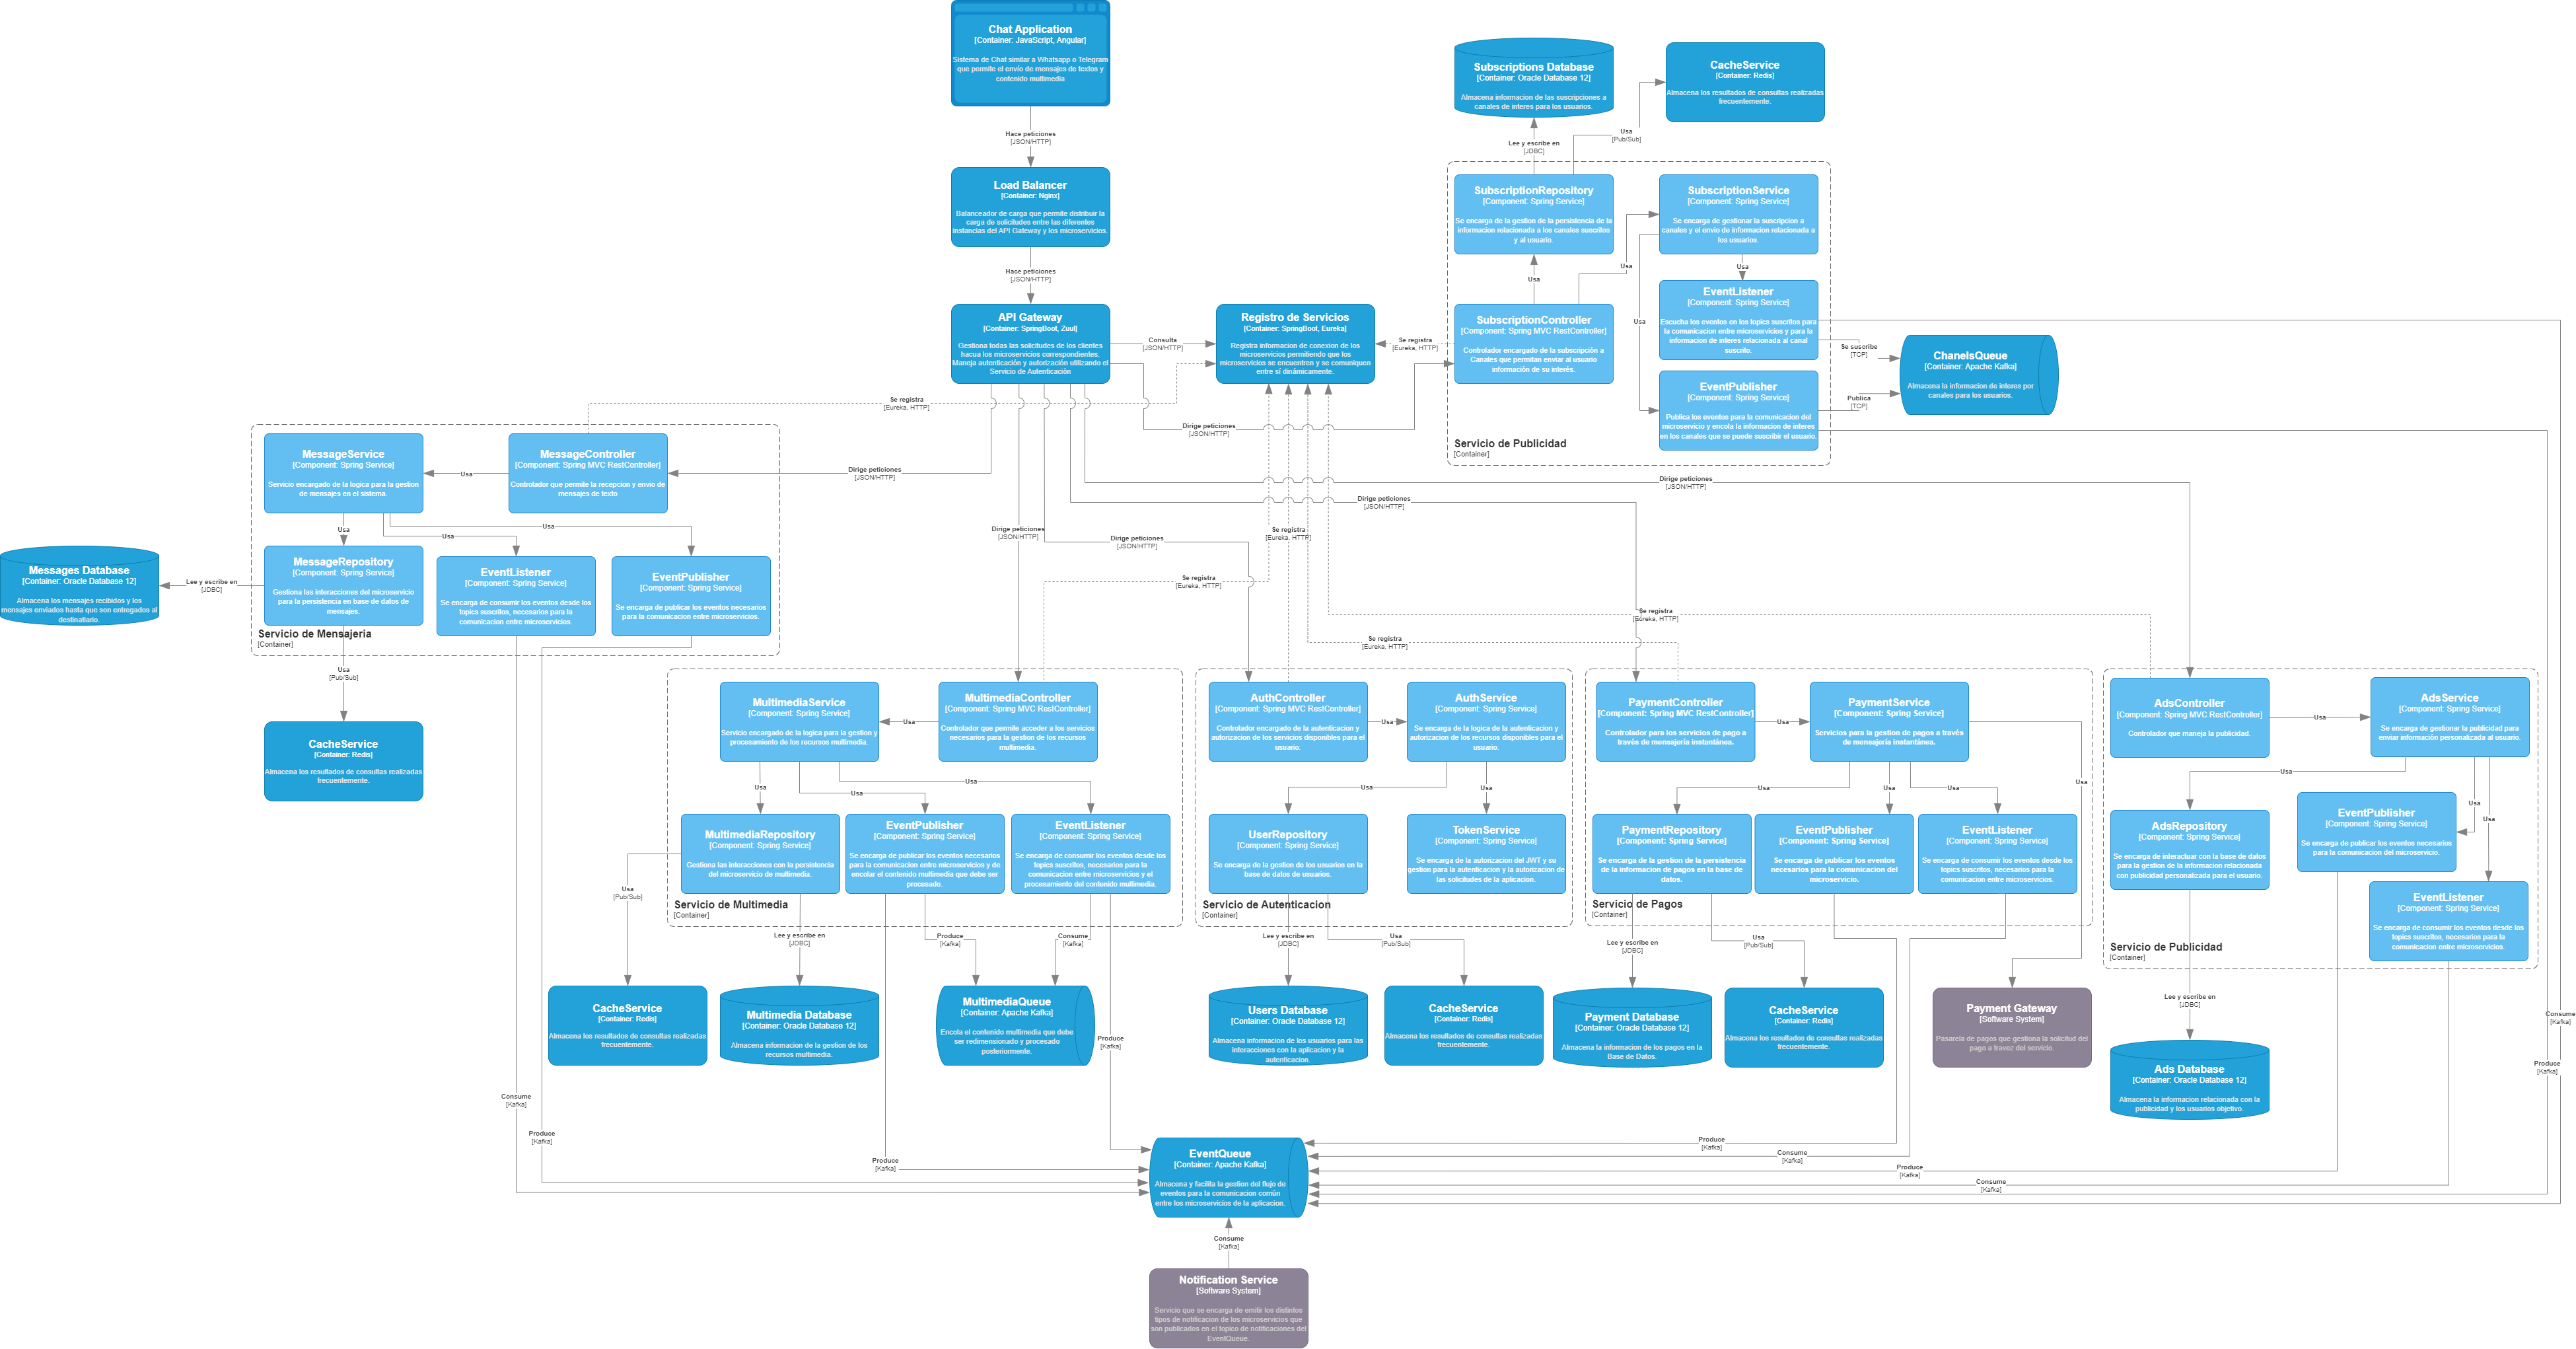 Chat Application
[Container: JavaScript, Angular]
Sistema de Chat similar a Whatsapp o Telegram
que permite el envío de mensajes de textos y
contenido multimedia
Hace peticiones
[JSON/HTTP]
Load Balancer
[Container: Nginx]
Balanceador de carga que permite distribuir la
carga de solicitudes entre las diferentes
instancias del API Gateway y los microservicios.
Hace peticiones
[JSON/HTTP]
API Gateway
[Container: SpringBoot, Zuul]
Gestiona todas las solicitudes de los clientes
hacua los microservicios correspondientes.
Maneja autenticación y autorización utilizando el
Servicio de Autenticación
Consulta
[JSON/HTTP]
Registro de Servicios
[Container: SpringBoot, Eureka]
Registra informacion de conexion de los
microservicios permitiendo que los
microservicios se encuentren y se comuniquen
entre sí dinámicamente.
Se registra
[Eureka, HTTP]
Subscriptions Database
[Container: Oracle Database 12]
Almacena informacion de las suscripciones a
canales de interes para los usuarios.
CacheService
[Container: Redis]
Almacena los resultados de consultas realizadas
frecuentemente.
Usa
[Pub/Sub]
Lee y escribe en
[JDBC]
SubscriptionRepository
[Component: Spring Service]
Se encarga de la gestion de la persistencia de la
informacion relacionada a los canales suscritos
y al usuario.
SubscriptionService
[Component: Spring Service]
Se encarga de gestionar la suscripcion a
canales y el envio de informacion relacionada a
los usuarios.
Usa
Usa
Usa
Usa
SubscriptionController
[Component: Spring MVC RestController]
Controlador encargado de la subscripción a
Canales que permitan enviar al usuario
información de su interés.
EventListener
[Component: Spring Service]
Escucha los eventos en los topics suscritos para
la comunicacion entre microservicios y para la
informacion de interes relacionada al canal
suscrito.
EventPublisher
[Component: Spring Service]
Publica los eventos para la comunicacion del
microservicio y encola la informacion de interes
en los canales que se puede suscribir el usuario.
Servicio de Publicidad
[Container]
Se suscribe
[TCP]
Publica
[TCP]
ChanelsQueue
[Container: Apache Kafka]
Almacena la informacion de interes por
canales para los usuarios.
Se registra
[Eureka, HTTP]
Dirige peticiones
[JSON/HTTP]
MessageService
[Component: Spring Service]
Servicio encargado de la logica para la gestion
de mensajes en el sistema.
Usa
MessageController
[Component: Spring MVC RestController]
Controlador que permite la recepcion y envio de
mensajes de texto
Dirige peticiones
[JSON/HTTP]
Usa
Usa
Usa
MessageRepository
[Component: Spring Service]
Gestiona las interacciones del microservicio
para la persistencia en base de datos de
mensajes.
EventListener
[Component: Spring Service]
Se encarga de consumir los eventos desde los
topics suscritos, necesarios para la
comunicacion entre microservicios.
EventPublisher
[Component: Spring Service]
Se encarga de publicar los eventos necesarios
para la comunicacion entre microservicios.
Servicio de Mensajeria
[Container]
Messages Database
[Container: Oracle Database 12]
Almacena los mensajes recibidos y los
mensajes enviados hasta que son entregados al
destinatiario.
Lee y escribe en
[JDBC]
Usa
[Pub/Sub]
CacheService
[Container: Redis]
Almacena los resultados de consultas realizadas
frecuentemente.
Dirige peticiones
[JSON/HTTP]
Dirige peticiones
[JSON/HTTP]
Dirige peticiones
[JSON/HTTP]
Dirige peticiones
[JSON/HTTP]
Se registra
[Eureka, HTTP]
Se registra
[Eureka, HTTP]
Se registra
[Eureka, HTTP]
Se registra
[Eureka, HTTP]
MultimediaService
[Component: Spring Service]
Servicio encargado de la logica para la gestion y
procesamiento de los recursos multimedia.
Usa
MultimediaController
[Component: Spring MVC RestController]
Controlador que permite acceder a los servicios
necesarios para la gestion de los recursos
multimedia.
Usa
Usa
Usa
MultimediaRepository
[Component: Spring Service]
Gestiona las interacciones con la persistencia
del microservicio de multimedia.
EventPublisher
[Component: Spring Service]
Se encarga de publicar los eventos necesarios
para la comunicacion entre microservicios y de
encolar el contenido multimedia que debe ser
procesado.
EventListener
[Component: Spring Service]
Se encarga de consumir los eventos desde los
topics suscritos, necesarios para la
comunicacion entre microservicios y el
procesamiento del contenido multimedia.
Servicio de Multimedia
[Container]
Usa
[Pub/Sub]
Lee y escribe en
[JDBC]
Produce
[Kafka]
Consume
[Kafka]
CacheService
[Container: Redis]
Almacena los resultados de consultas realizadas
frecuentemente.
Multimedia Database
[Container: Oracle Database 12]
Almacena informacion de la gestion de los
recursos multimedia.
MultimediaQueue
[Container: Apache Kafka]
Encola el contenido multimedia que debe
ser redimensionado y procesado
posteriormente.
AuthController
[Component: Spring MVC RestController]
Controlador encargado de la autenticacion y
autorizacion de los servicios disponibles para el
usuario.
Usa
AuthService
[Component: Spring Service]
Se encarga de la logica de la autenticacion y
autorizacion de los recursos disponibles para el
usuario.
Usa
Usa
UserRepository
[Component: Spring Service]
Se encarga de la gestion de los usuarios en la
base de datos de usuarios.
TokenService
[Component: Spring Service]
Se encarga de la autorizacion del JWT y su
gestion para la autenticacion y la autorizacion de
las solicitudes de la aplicacion.
Servicio de Autenticacion
[Container]
Lee y escribe en
[JDBC]
Usa
[Pub/Sub]
Users Database
[Container: Oracle Database 12]
Almacena informacion de los usuarios para las
interacciones con la aplicacion y la
autenticacion.
CacheService
[Container: Redis]
Almacena los resultados de consultas realizadas
frecuentemente.
PaymentController
[Component: Spring MVC RestController]
Controlador para los servicios de pago a
través de mensajería instantánea.
Usa
PaymentService
[Component: Spring Service]
Servicios para la gestion de pagos a través
de mensajería instantánea.
Usa
Usa
Usa
Usa
PaymentRepository
[Component: Spring Service]
Se encarga de la gestion de la persistencia
de la informacion de pagos en la base de
datos.
EventPublisher
[Component: Spring Service]
Se encarga de publicar los eventos
necesarios para la comunicacion del
microservicio.
EventListener
[Component: Spring Service]
Se encarga de consumir los eventos desde los
topics suscritos, necesarios para la
comunicacion entre microservicios.
Servicio de Pagos
[Container]
Lee y escribe en
[JDBC]
Usa
[Pub/Sub]
Payment Database
[Container: Oracle Database 12]
Almacena la informacion de los pagos en la
Base de Datos.
CacheService
[Container: Redis]
Almacena los resultados de consultas realizadas
frecuentemente.
Payment Gateway
[Software System]
Pasarela de pagos que gestiona la solicitud del
pago a travez del servicio.
AdsController
[Component: Spring MVC RestController]
Controlador que maneja la publicidad.
Usa
AdsService
[Component: Spring Service]
Se encarga de gestionar la publicidad para
enviar información personalizada al usuario.
Usa
Usa
Usa
AdsRepository
[Component: Spring Service]
Se encarga de interactuar con la base de datos
para la gestion de la informacion relacionada
con publicidad personalizada para el usuario.
EventPublisher
[Component: Spring Service]
Se encarga de publicar los eventos necesarios
para la comunicacion del microservicio.
EventListener
[Component: Spring Service]
Se encarga de consumir los eventos desde los
topics suscritos, necesarios para la
comunicacion entre microservicios.
Servicio de Publicidad
[Container]
Lee y escribe en
[JDBC]
Ads Database
[Container: Oracle Database 12]
Almacena la informacion relacionada con la
publicidad y los usuarios objetivo.
Consume
[Kafka]
Produce
[Kafka]
Produce
[Kafka]
Consume
[Kafka]
Produce
[Kafka]
Produce
[Kafka]
Produce
[Kafka]
Consume
[Kafka]
Produce
[Kafka]
Consume
[Kafka]
EventQueue
[Container: Apache Kafka]
Almacena y facilita la gestion del flujo de
eventos para la comunicacion común
entre los microservicios de la aplicacion.
Consume
[Kafka]
Notification Service
[Software System]
Servicio que se encarga de emitir los distintos
tipos de notificacion de los microservicios que
son publicados en el topico de notificaciones del
EventQueue.